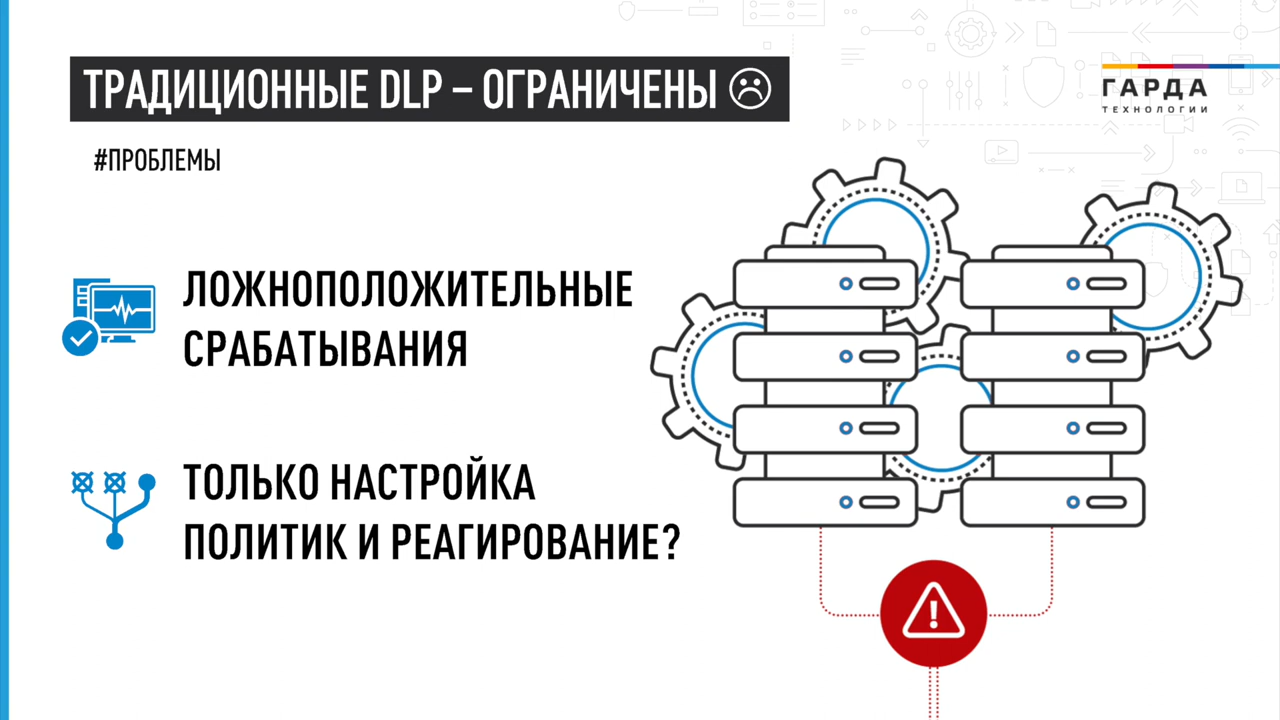 ТРАДИЦИОННЫЕ DLP – ОГРАНИЧЕНЫ ☹
ГАРДА
ТЕХНОЛОГИИ
#ПРОБЛЕМЫ
ЛОЖНОПОЛОЖИТЕЛЬНЫЕ
СРАБАТЫВАНИЯ
ТОЛЬКО НАСТРОЙКА
ПОЛИТИК И РЕАГИРОВАНИЕ?